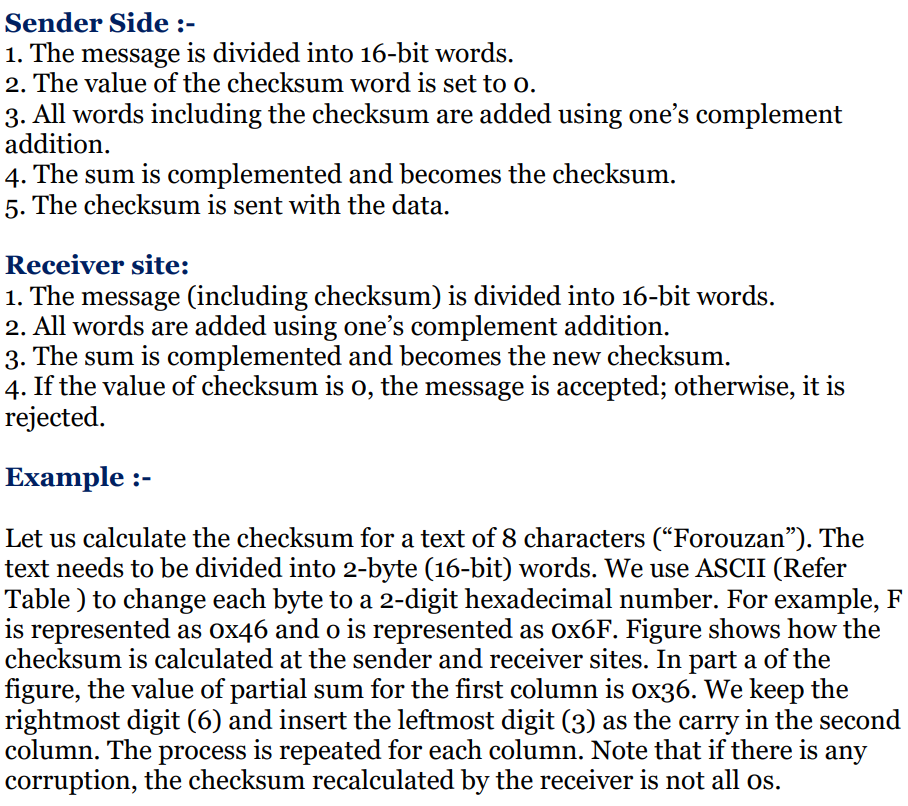 Sender Side :-
1. The message is divided into 16-bit words.
2. The value of the checksum word is set to 0.
3. All words including the checksum are added using one’s complement
addition.
4. The sum is complemented and becomes the checksum.
5. The checksum is sent with the data.
Receiver site:
1. The message (including checksum) is divided into 16-bit words.
2. All words are added using one’s complement addition.
3. The sum is complemented and becomes the new checksum.
4. If the value of checksum is 0, the message is accepted; otherwise, it is
rejected.
Example :-
Let us calculate the checksum for a text of 8 characters (“Forouzan”). The
text needs to be divided into 2-byte (16-bit) words. We use ASCII (Refer
Table ) to change each byte to a 2-digit hexadecimal number. For example, F
is represented as 0x46 and o is represented as 0x6F. Figure shows how the
checksum is calculated at the sender and receiver sites. In part a of the
figure, the value of partial sum for the first column is 0x36. We keep the
rightmost digit (6) and insert the leftmost digit (3) as the carry in the second
column. The process is repeated for each column. Note that if there is any
corruption, the checksum recalculated by the receiver is not all 0s.